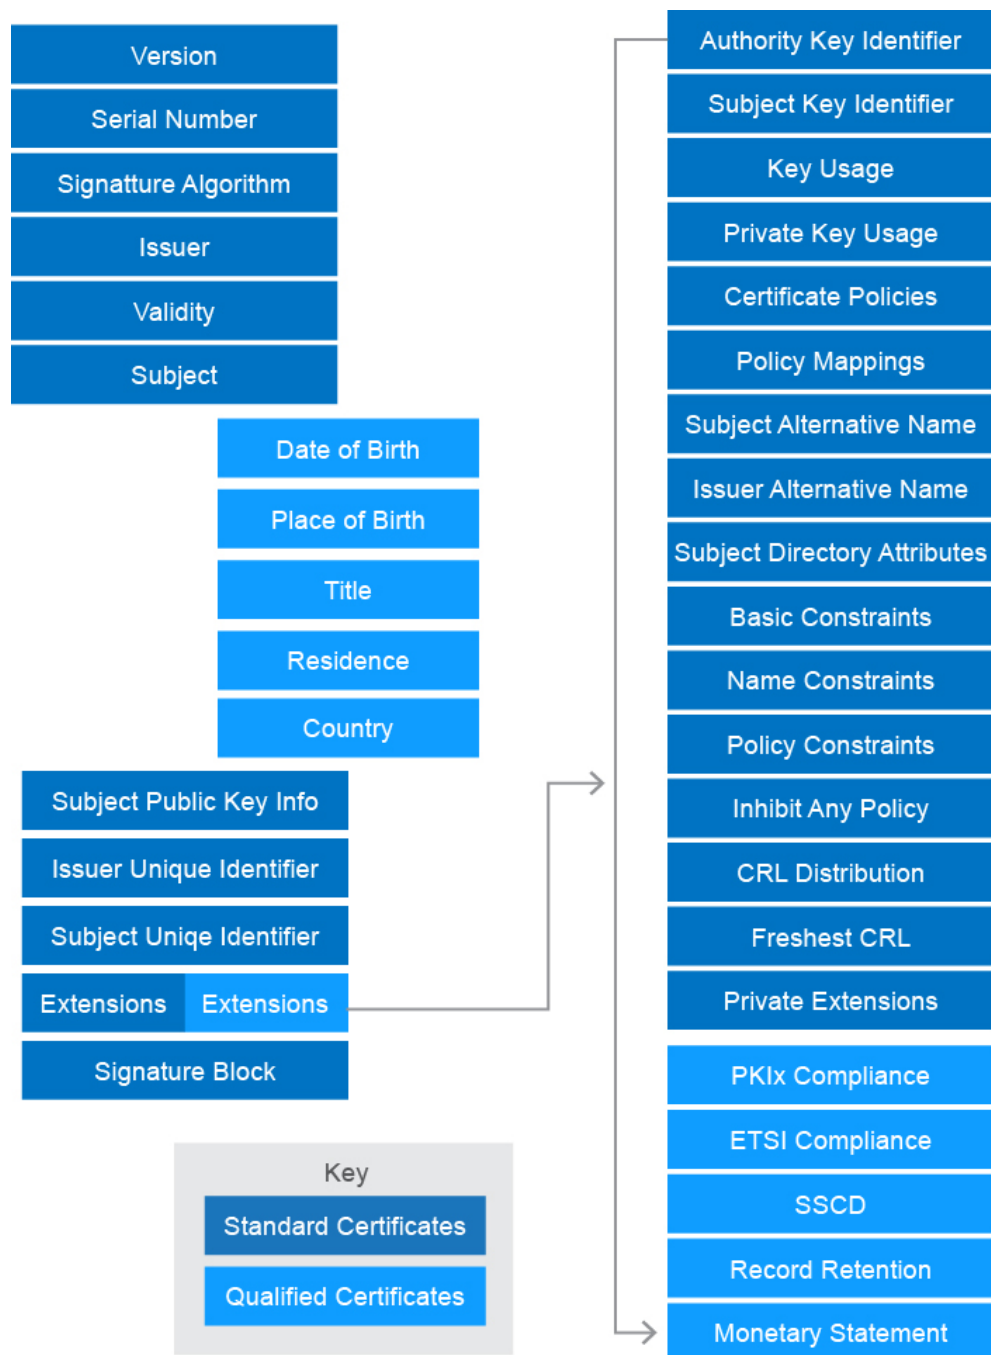 Version
Serial Number
Signatture Algorithm
Issuer
Validity
Subject
Date of Birth
Place of Birth
Title
Residence
Country
Subject Public Key Info
Issuer Unique Identifier
Subject Uniqe Identifier
Extensions Extensions
Signature Block
Key
Standard Certificates
Qualified Certificates
Authority Key Identifier
Subject Key Identifier
Key Usage
Private Key Usage
Certificate Policies
Policy Mappings
Subject Alternative Name
Issuer Alternative Name
Subject Directory Attributes
Basic Constraints
Name Constraints
Policy Constraints
Inhibit Any Policy
CRL Distribution
Freshest CRL
Private Extensions
PKIx Compliance
ETSI Compliance
SSCD
Record Retention
Monetary Statement